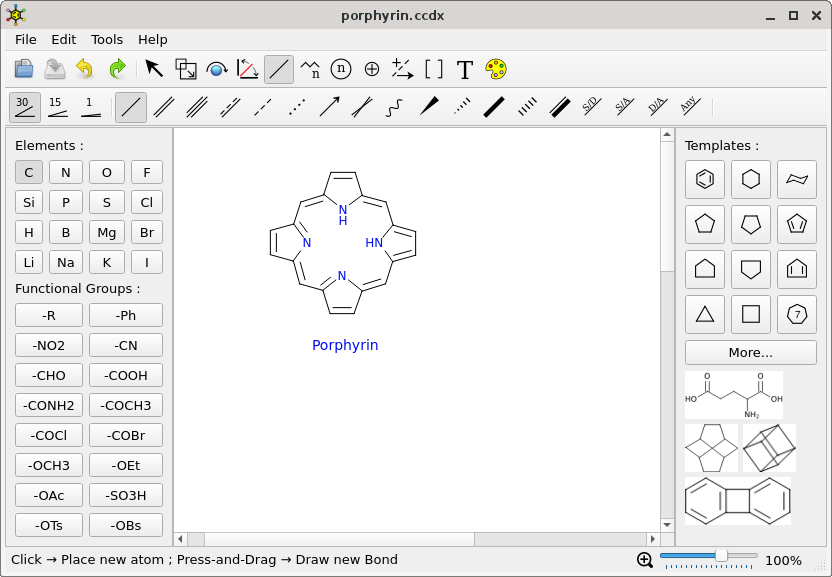 porphyrin.ccdx
File Edit Tools Help
n n T
30 15 1 S/D S/A D/A Any
Elements :
C N O F
Si P S Cl
H B Mg Br
Li Na K I
Functional Groups :
-R -Ph
-NO2 -CN
-CHO -COOH
-CONH2 -COCH3
-COCl -COBr
-OCH3 -OEt
-OAc -SO3H
-OTs -OBs
N
H
N HN
N
Porphyrin
Templates :
7
More...
O O
HO OH
NH₂
Click → Place new atom ; Press-and-Drag → Draw new Bond 100%